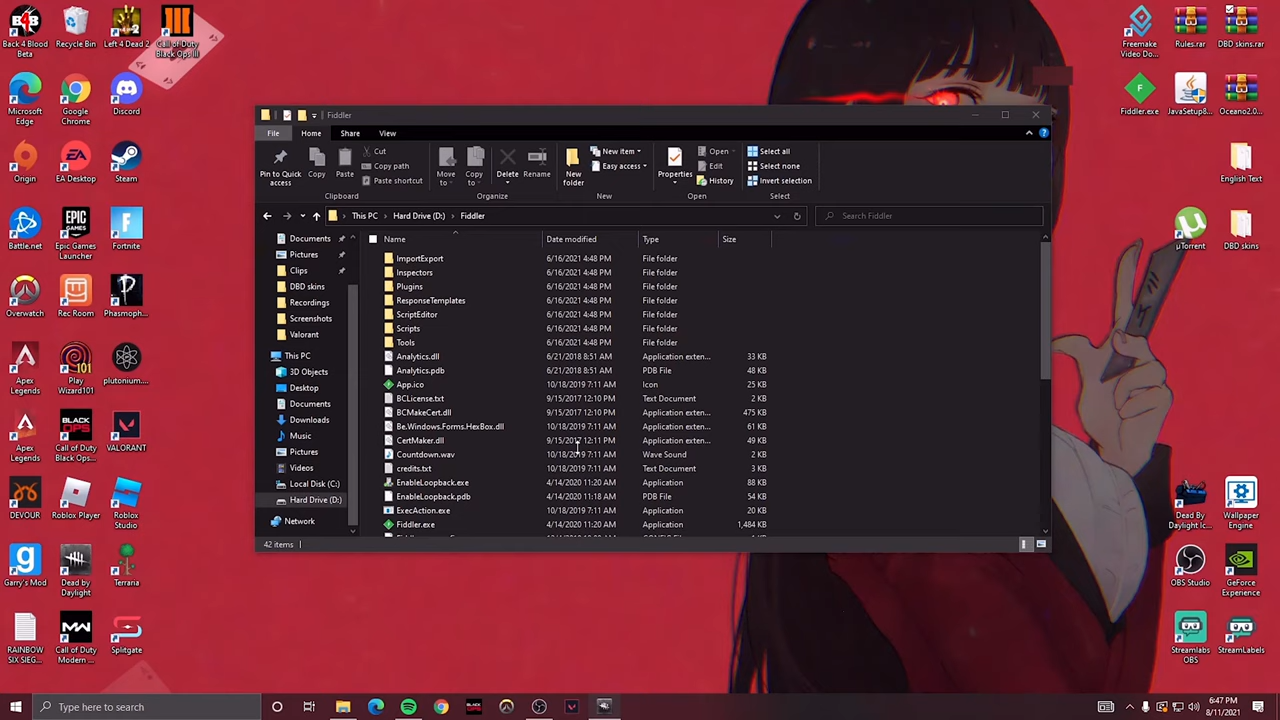 Back 4 Blood
Beta
Recycle Bin
Left 4 Dead 2
Call of Duty
Black Ops III
Freemake
Video Do...
Rules.rar
DBD skins.rar
Microsoft
Edge
Google
Chrome
Discord
Fiddler.exe
JavaSetup8...
Oceano2.0...
Origin
EA Desktop
Steam
English Text
Battle.net
Epic Games
Launcher
Fortnite
µTorrent
DBD skins
Overwatch
Rec Room
Phasmoph...
Apex
Legends
Play
Wizard101
plutonium....
Apex
Legends
Call of Duty
Black Ops...
VALORANT
DEVOUR
Roblox Player
Roblox
Studio
Dead By
Daylight Ic...
Wallpaper
Engine
Garry's Mod
Dead by
Daylight
Terraria
OBS Studio
GeForce
Experience
RAINBOW
SIX SIEG...
Call of Duty
Modern ...
Splitgate
Streamlabs
OBS
StreamLabels
Fiddler
File
Home
Share
View
Pin to Quick
access
Copy
Paste
Cut
Copy path
Paste shortcut
Clipboard
Move
to
Copy
to
Delete
Rename
Organize
New
folder
New item
Easy access
New
Properties
Open
Edit
History
Open
Select all
Select none
Invert selection
Select
This PC > Hard Drive (D:) > Fiddler
Search Fiddler
Documents
Pictures
Clips
DBD skins
Recordings
Screenshots
Valorant
This PC
3D Objects
Desktop
Documents
Downloads
Music
Pictures
Videos
Local Disk (C:)
Hard Drive (D:)
Network
Name Date modified Type Size
ImportExport 6/16/2021 4:48 PM File folder
Inspectors 6/16/2021 4:48 PM File folder
Plugins 6/16/2021 4:48 PM File folder
ResponseTemplates 6/16/2021 4:48 PM File folder
ScriptEditor 6/16/2021 4:48 PM File folder
Scripts 6/16/2021 4:48 PM File folder
Tools 6/16/2021 4:48 PM File folder
Analytics.dll 6/21/2018 8:51 AM Application exten... 33 KB
Analytics.pdb 6/21/2018 8:51 AM PDB File 48 KB
App.ico 10/18/2019 7:11 AM Icon 25 KB
BCLicense.txt 9/15/2017 12:10 PM Text Document 2 KB
BCMakeCert.dll 9/15/2017 12:10 PM Application exten... 475 KB
Be.Windows.Forms.HexBox.dll 10/18/2019 7:11 AM Application exten... 61 KB
CertMaker.dll 9/15/2017 12:11 PM Application exten... 49 KB
Countdown.wav 10/18/2019 7:11 AM Wave Sound 2 KB
credits.txt 10/18/2019 7:11 AM Text Document 3 KB
EnableLoopback.exe 4/14/2020 11:20 AM Application 88 KB
EnableLoopback.pdb 4/14/2020 11:18 AM PDB File 54 KB
ExecAction.exe 10/18/2019 7:11 AM Application 20 KB
Fiddler.exe 4/14/2020 11:20 AM Application 1,484 KB
42 items
Type here to search
6:47 PM
8/11/2021